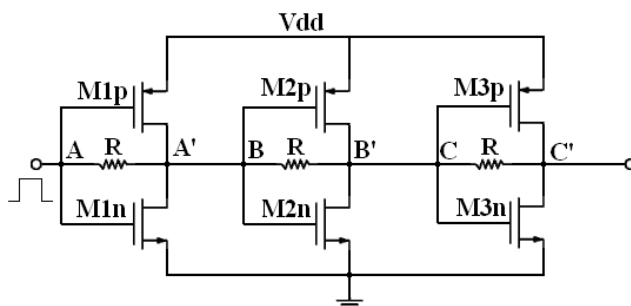 Vdd
M1p M2p M3p
A R A' B R B' C R C'
M1n M2n M3n